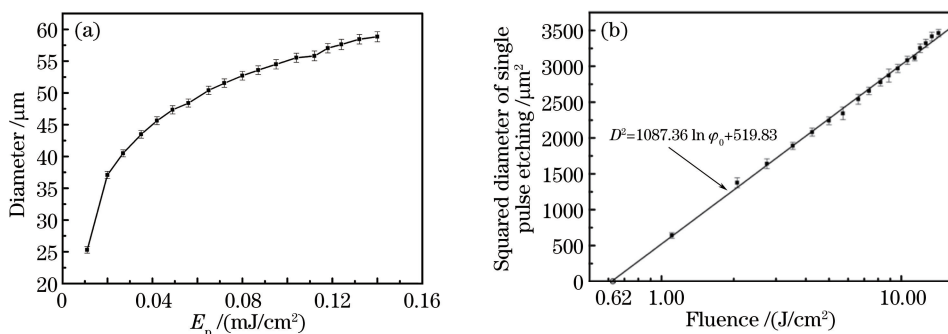 (a)
60
55
50
45
40
35
30
25
20
0 0.04 0.08 0.12 0.16
Diameter /μm
Eₚ /(mJ/cm²)
(b)
3500
3000
2500
2000
1500
1000
500
0
0.62 1.00 10.00
Squared diameter of single
pulse etching /μm²
D²=1087.36 ln φ₀+519.83
Fluence /(J/cm²)